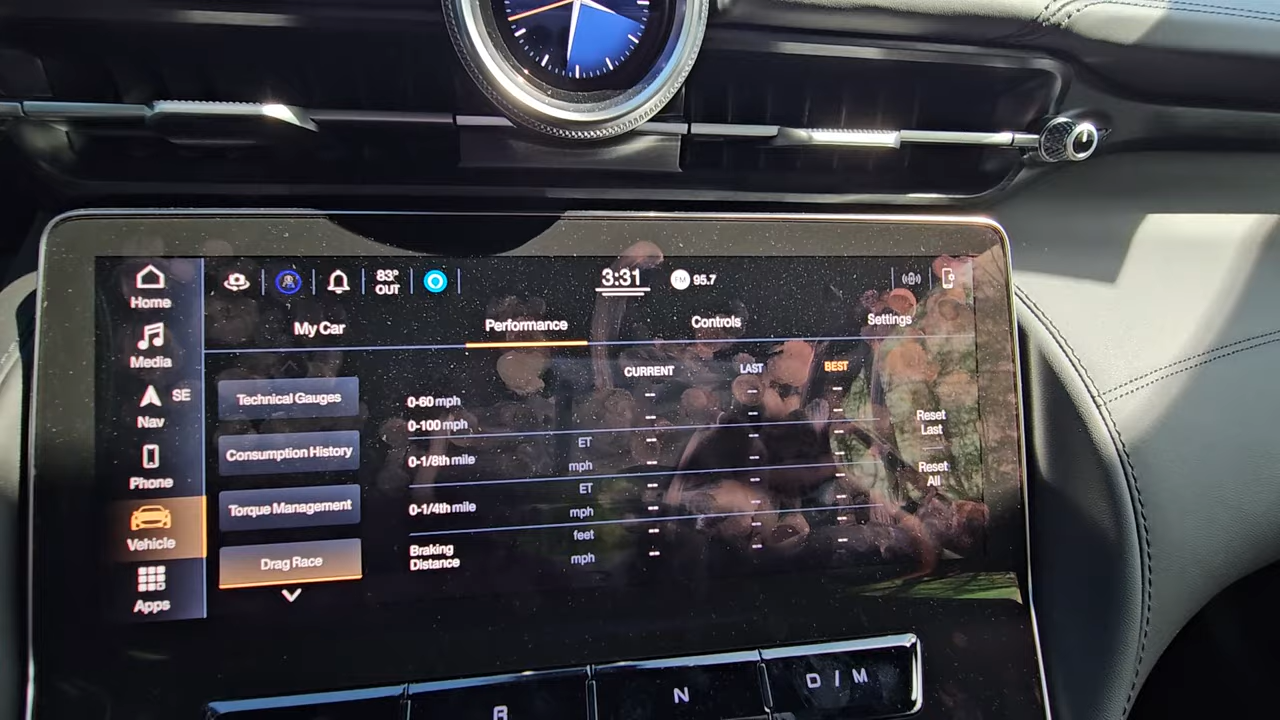 Home
Media
Nav
SE
Phone
Vehicle
Apps
83°
OUT
3:31
FM 95.7
My Car
Performance
Controls
Settings
Technical Gauges
Consumption History
Torque Management
Drag Race
CURRENT LAST BEST
0-60 mph -- -- --
0-100 mph -- -- --
0-1/8th mile
ET -- -- --
mph -- -- --
0-1/4th mile
ET -- -- --
mph -- -- --
Braking
Distance
feet -- -- --
mph -- -- --
Reset
Last
Reset
All
R
N
D / M